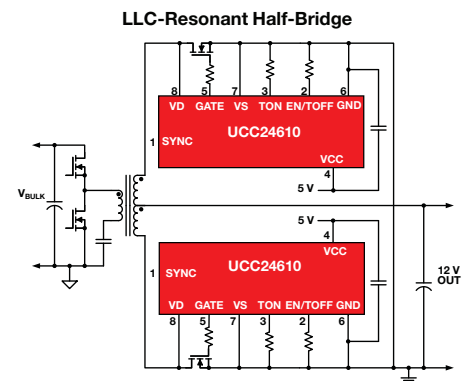 LLC-Resonant Half-Bridge
8 5 7 3 2 6
VD GATE VS TON EN/TOFF GND
1 SYNC
UCC24610
VCC
4
5 V
VBULK
5 V
4
VCC
1 SYNC
UCC24610
VD GATE VS TON EN/TOFF GND
8 5 7 3 2 6
12 V
OUT